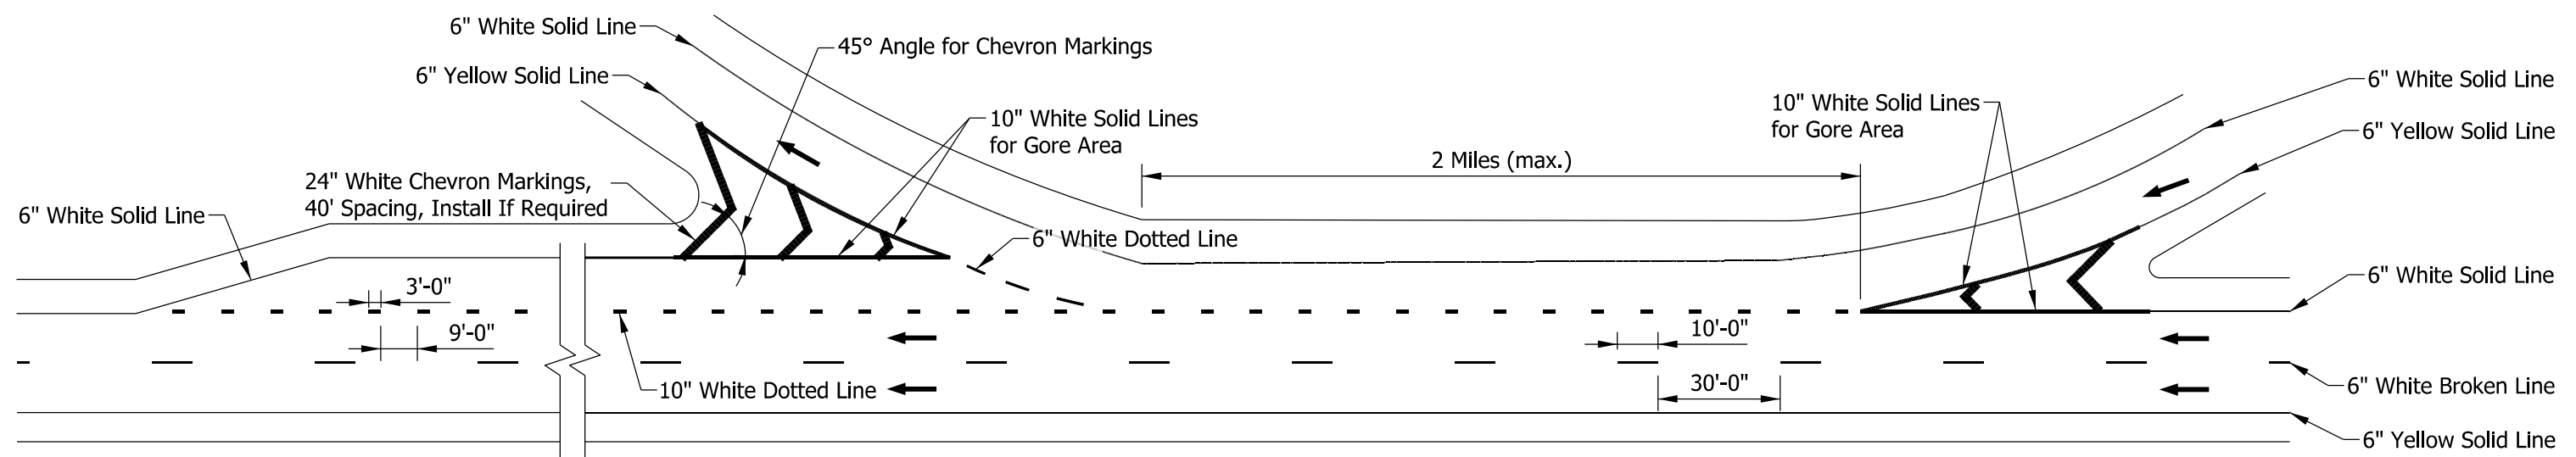 6" White Solid Line
45° Angle for Chevron Markings
6" Yellow Solid Line
10" White Solid Lines
for Gore Area
24" White Chevron Markings,
40' Spacing, Install If Required
6" White Solid Line
6" White Dotted Line
2 Miles (max.)
10" White Solid Lines
for Gore Area
6" White Solid Line
6" Yellow Solid Line
6" White Solid Line
3'-0"
9'-0"
10" White Dotted Line
10'-0"
30'-0"
6" White Broken Line
6" Yellow Solid Line